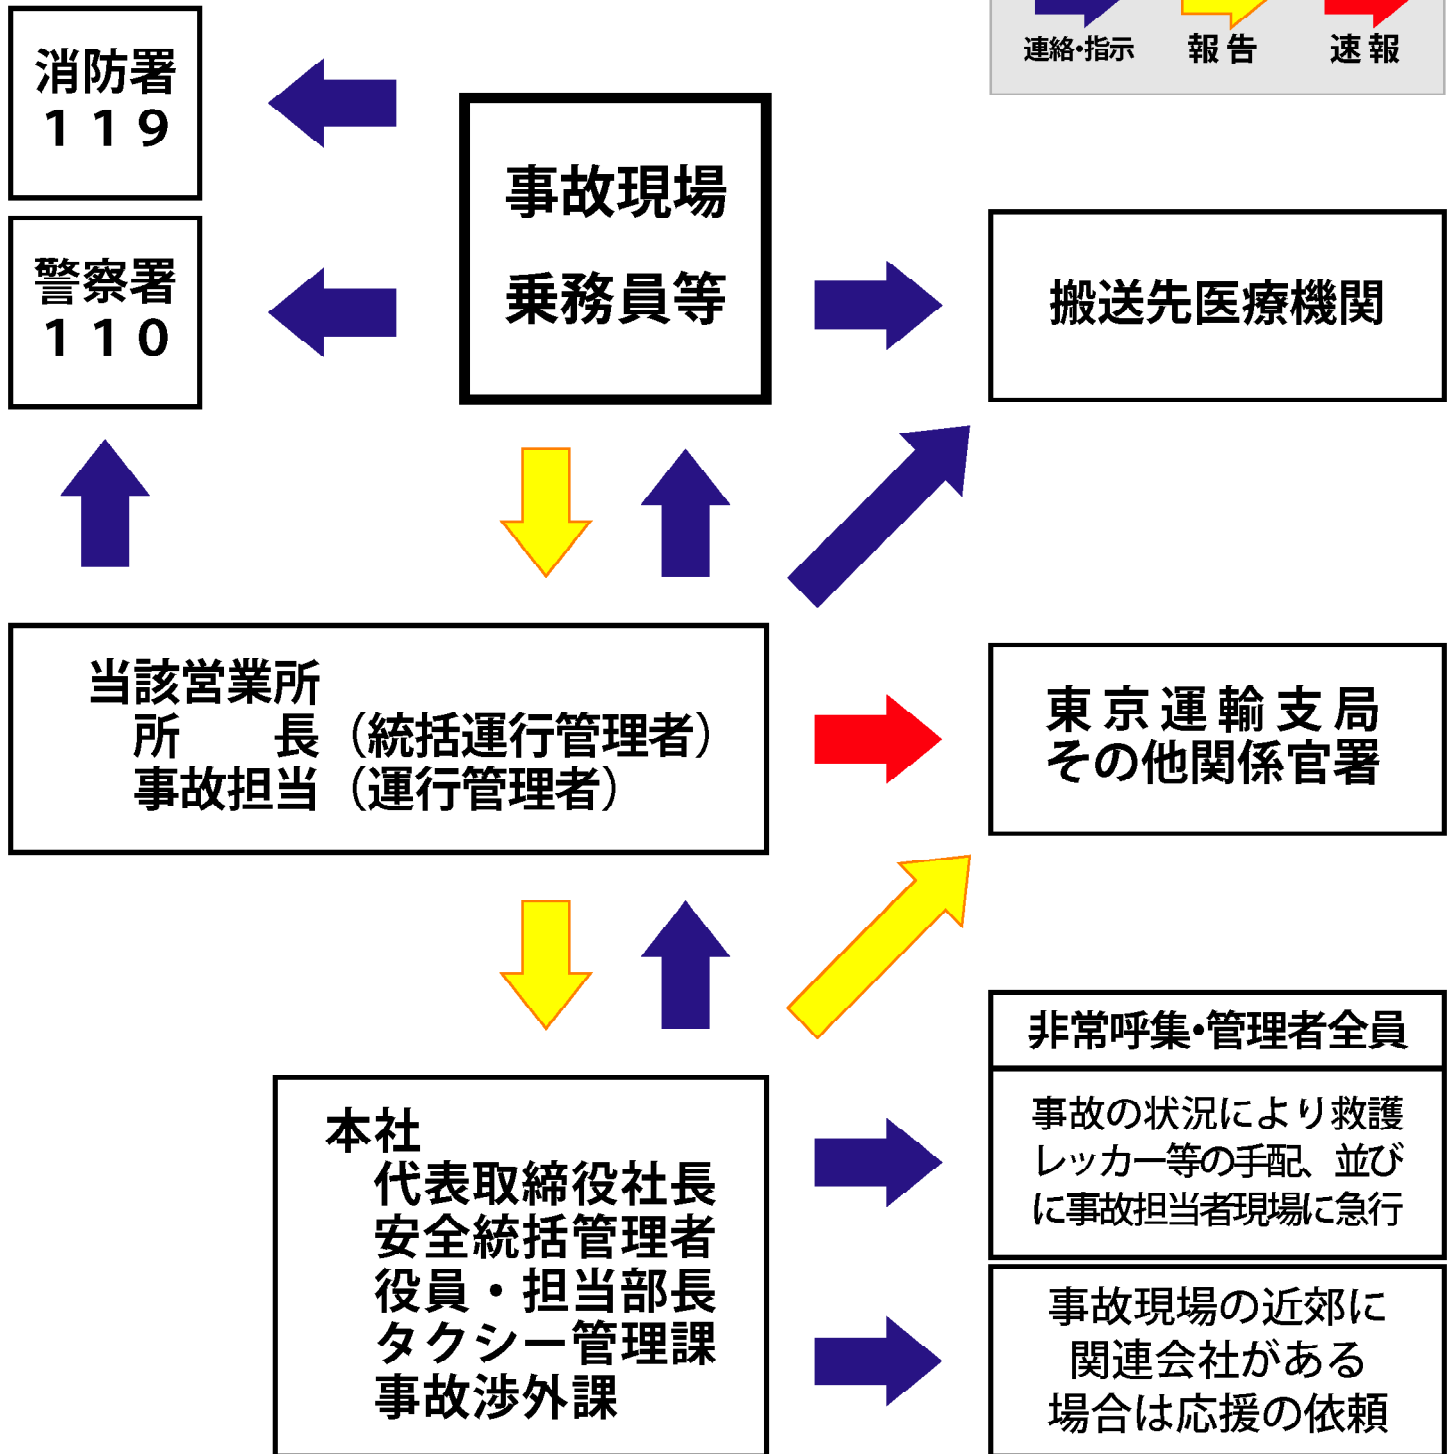 連絡・指示
報告
速報
消防署
１１９
警察署
１１０
事故現場
乗務員等
搬送先医療機関
当該営業所
所　　長（統括運行管理者）
事故担当（運行管理者）
東京運輸支局
その他関係官署
本社
代表取締役社長
安全統括管理者
役員・担当部長
タクシー管理課
事故渉外課
非常呼集・管理者全員
事故の状況により救護
レッカー等の手配、並び
に事故担当者現場に急行
事故現場の近郊に
関連会社がある
場合は応援の依頼